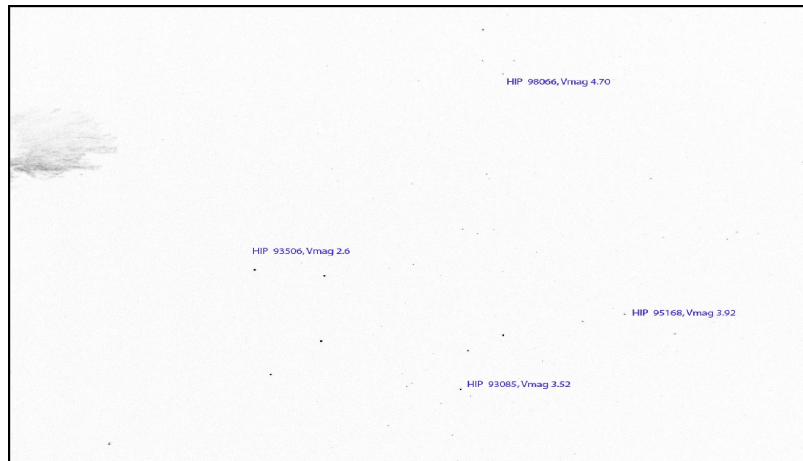 HIP 98066, Vmag 4.70
HIP 93506, Vmag 2.6
HIP 95168, Vmag 3.92
HIP 93085, Vmag 3.52